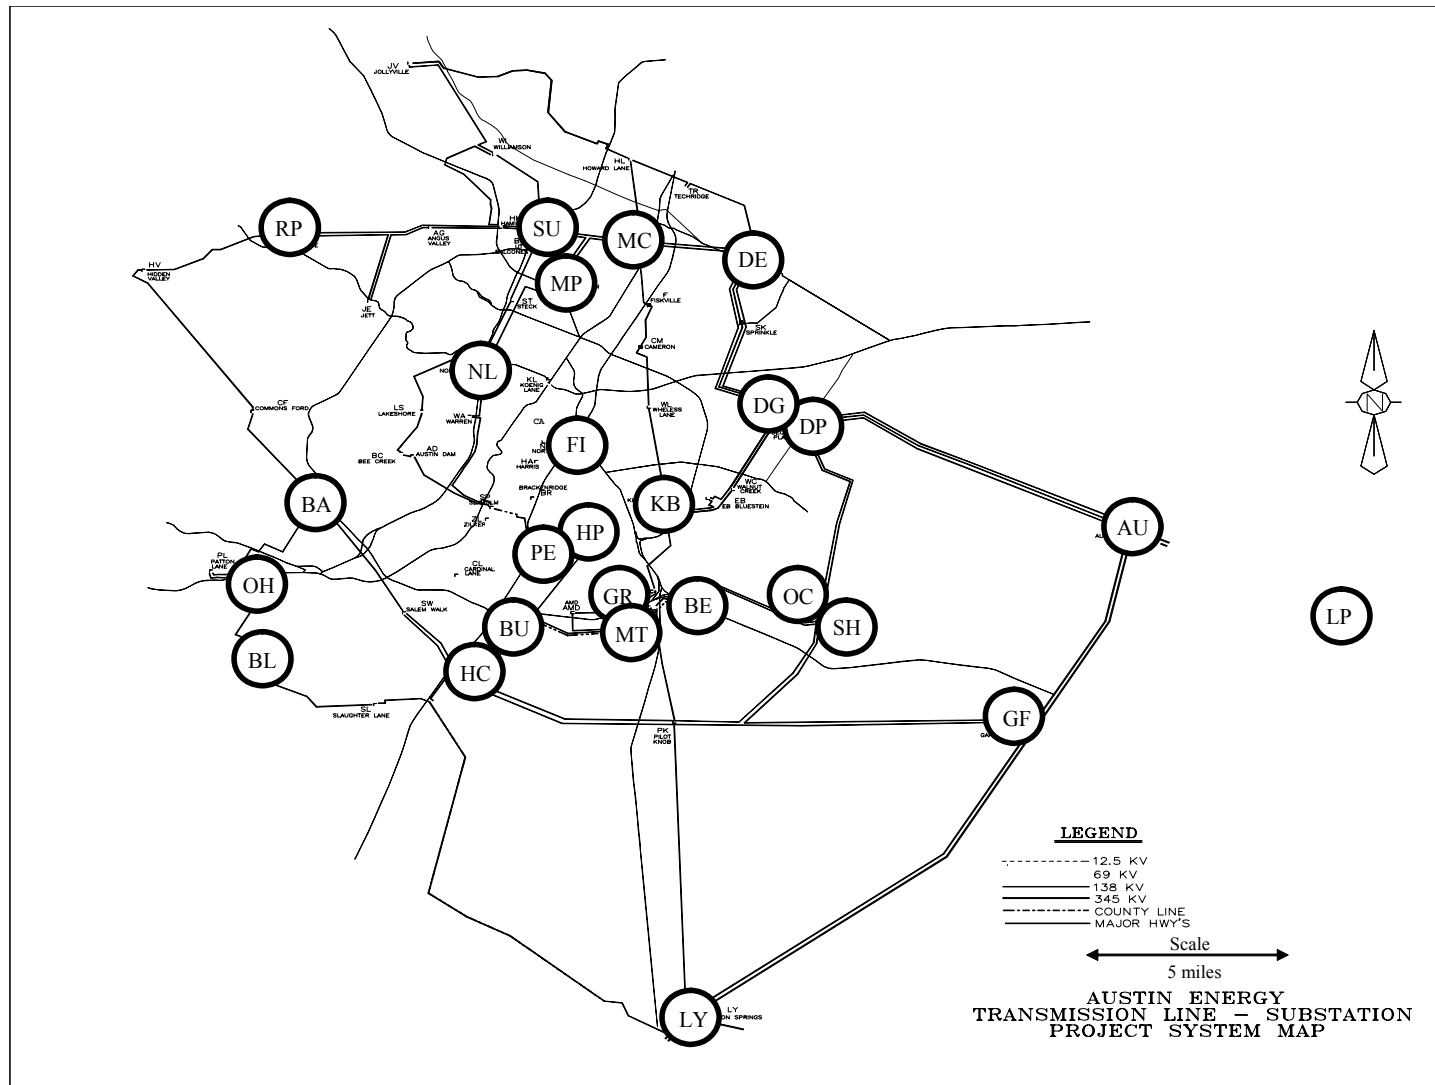 JV
JOLLYVILLE
WI
WILLIAMSON
HL
HOWARD LANE
TR
TECHRIDGE
RP
AG
ANGUS
VALLEY
SU
MC
DE
HV
HIDDEN
VALLEY
MP
JE
JETT
ST
STECK
F
FISKVILLE
SK
SPRINKLE
CM
CAMERON
NL
KL
KOENIG
LANE
CF
COMMONS FORD
LS
LAKESHORE
WA
WARREN
CA
WL
WHELESS
LANE
DG
DP
FI
BC
BEE CREEK
AD
AUSTIN DAM
HA
HARRIS
BRACKENRIDGE
BR
WC
WALNUT
CREEK
EB
EB BLUESTEIN
BA
KB
AU
ZILKER
HP
PE
PL
PATTON
LANE
OH
CL
CARDINAL
LANE
SW
SALEM WALK
AMD
AMD
GR
BE
OC
SH
LP
BU
MT
BL
HC
SL
SLAUGHTER LANE
PK
PILOT
KNOB
GF
LEGEND
12.5 KV
69 KV
138 KV
345 KV
COUNTY LINE
MAJOR HWY'S
Scale
5 miles
N
LY
LY
ON SPRINGS
AUSTIN ENERGY
TRANSMISSION LINE – SUBSTATION
PROJECT SYSTEM MAP